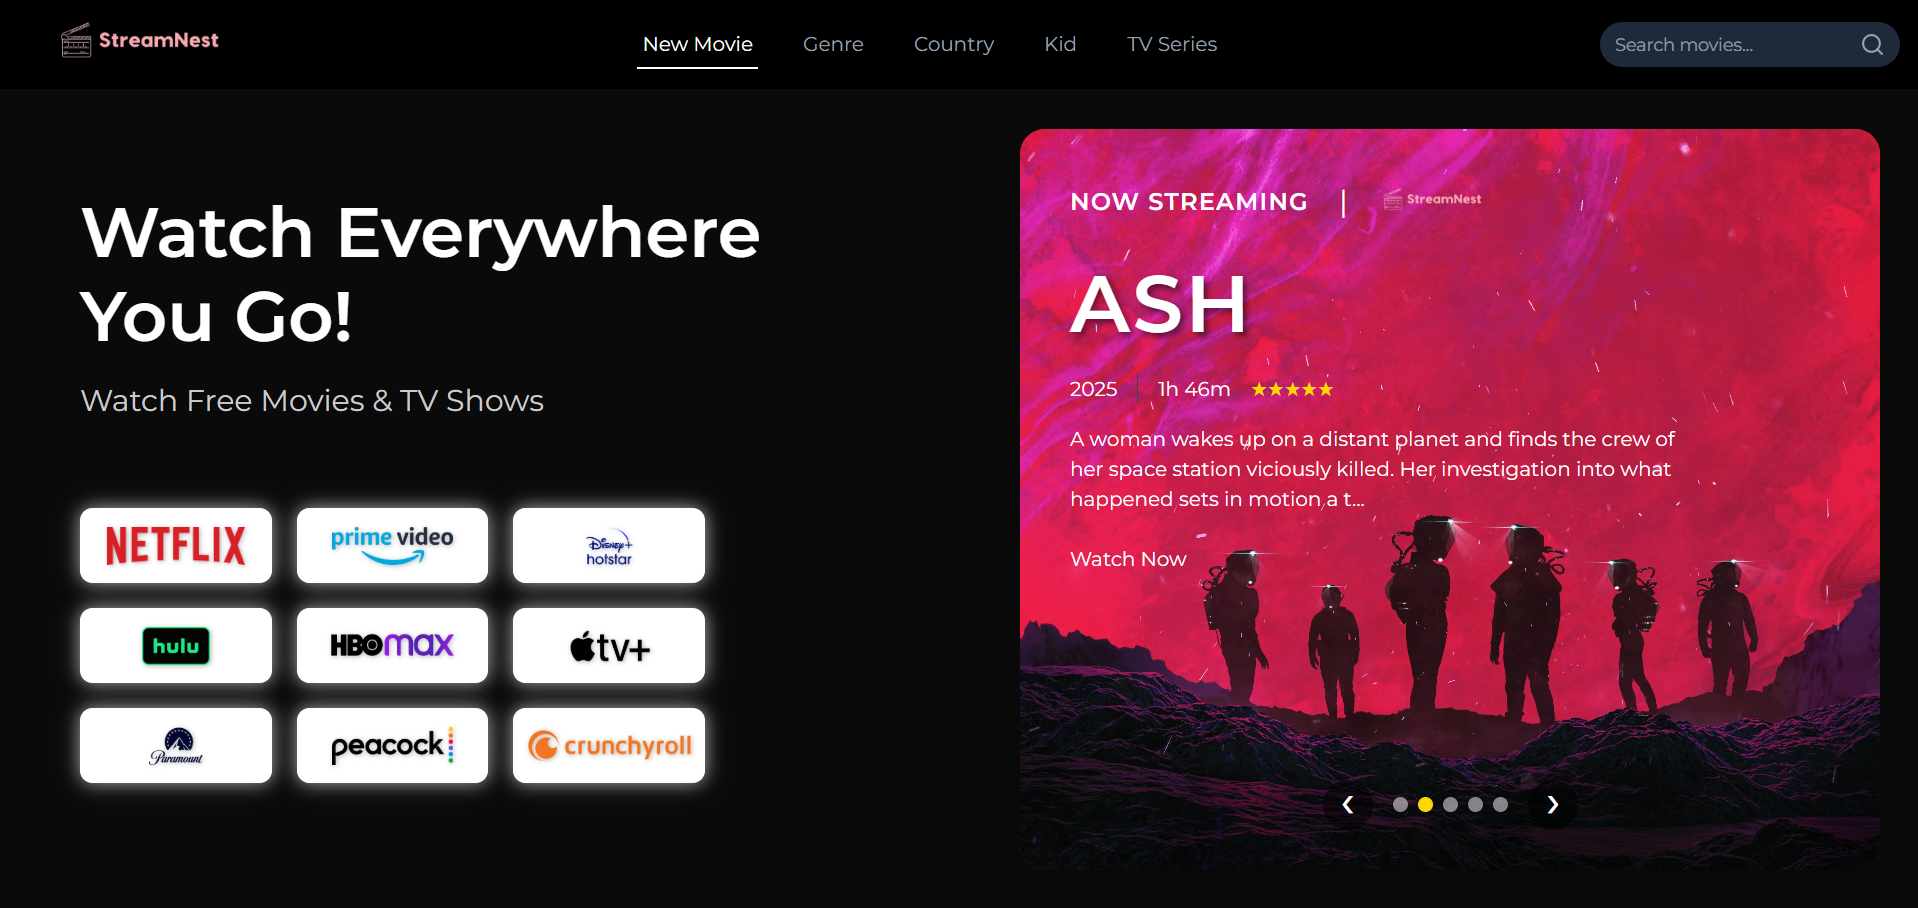 StreamNest
New Movie
Genre
Country
Kid
TV Series
Search movies...
Watch Everywhere
You Go!
Watch Free Movies & TV Shows
NETFLIX
prime video
Disney+
hotstar
hulu
HBOmax
tv+
Paramount
peacock
crunchyroll
NOW STREAMING | StreamNest
ASH
2025 1h 46m ★★★★★
A woman wakes up on a distant planet and finds the crew of
her space station viciously killed. Her investigation into what
happened sets in motion a t...
Watch Now